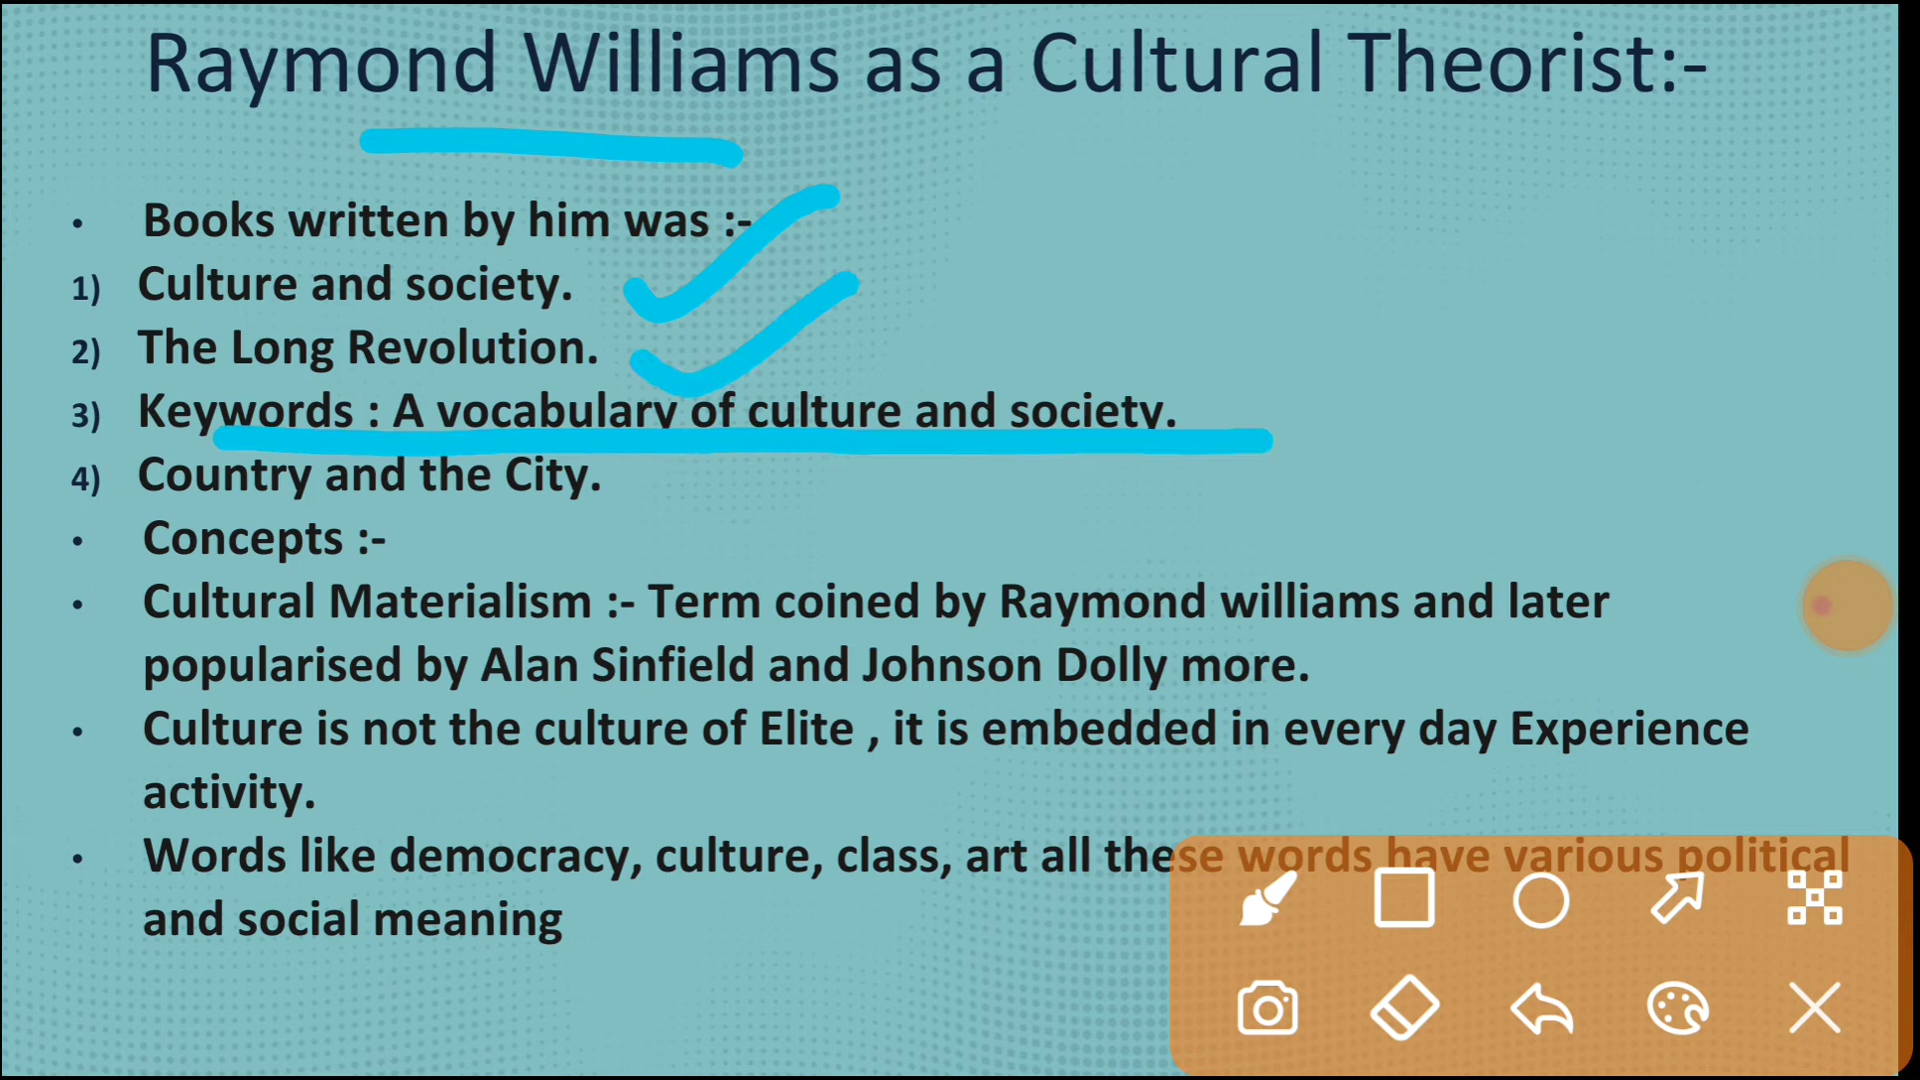 Raymond Williams as a Cultural Theorist:-
• Books written by him was :-
1) Culture and society.
2) The Long Revolution.
3) Keywords : A vocabulary of culture and society.
4) Country and the City.
• Concepts :-
• Cultural Materialism :- Term coined by Raymond williams and later
popularised by Alan Sinfield and Johnson Dolly more.
• Culture is not the culture of Elite , it is embedded in every day Experience
activity.
• Words like democracy, culture, class, art all these words have various political
and social meaning